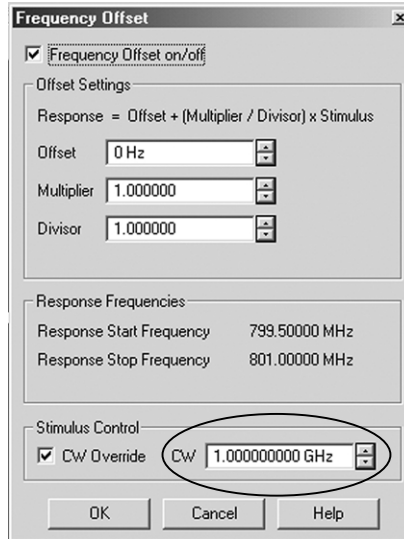 Frequency Offset
Frequency Offset on/off
Offset Settings
Response = Offset + (Multiplier / Divisor) x Stimulus
Offset 0 Hz
Multiplier 1.000000
Divisor 1.000000
Response Frequencies
Response Start Frequency 799.50000 MHz
Response Stop Frequency 801.00000 MHz
Stimulus Control
CW Override CW 1.000000000 GHz
OK Cancel Help